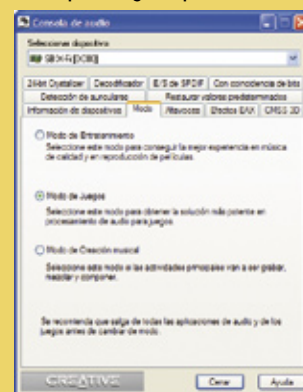 Consola de audio
Seleccionar dispositivo
SB X-Fi [DC00]
24-bit Crystalizer Decodificador E/S de SPDIF Con coincidencia de bits
Detección de auriculares Restaurar valores predeterminados
Información de dispositivos Modo Altavoces Efectos EAX CMSS 3D
Modo de Entretenimiento
Seleccione este modo para conseguir la mejor experiencia en música
de calidad y en reproducción de películas.
Modo de Juegos
Seleccione este modo para obtener la solución más potente en
procesamiento de audio para juegos.
Modo de Creación musical
Seleccione este modo si las actividades principales van a ser grabar,
mezclar y componer.
Se recomienda que salga de todas las aplicaciones de audio y de los
juegos antes de cambiar de modo.
CREATIVE
Cerrar Ayuda